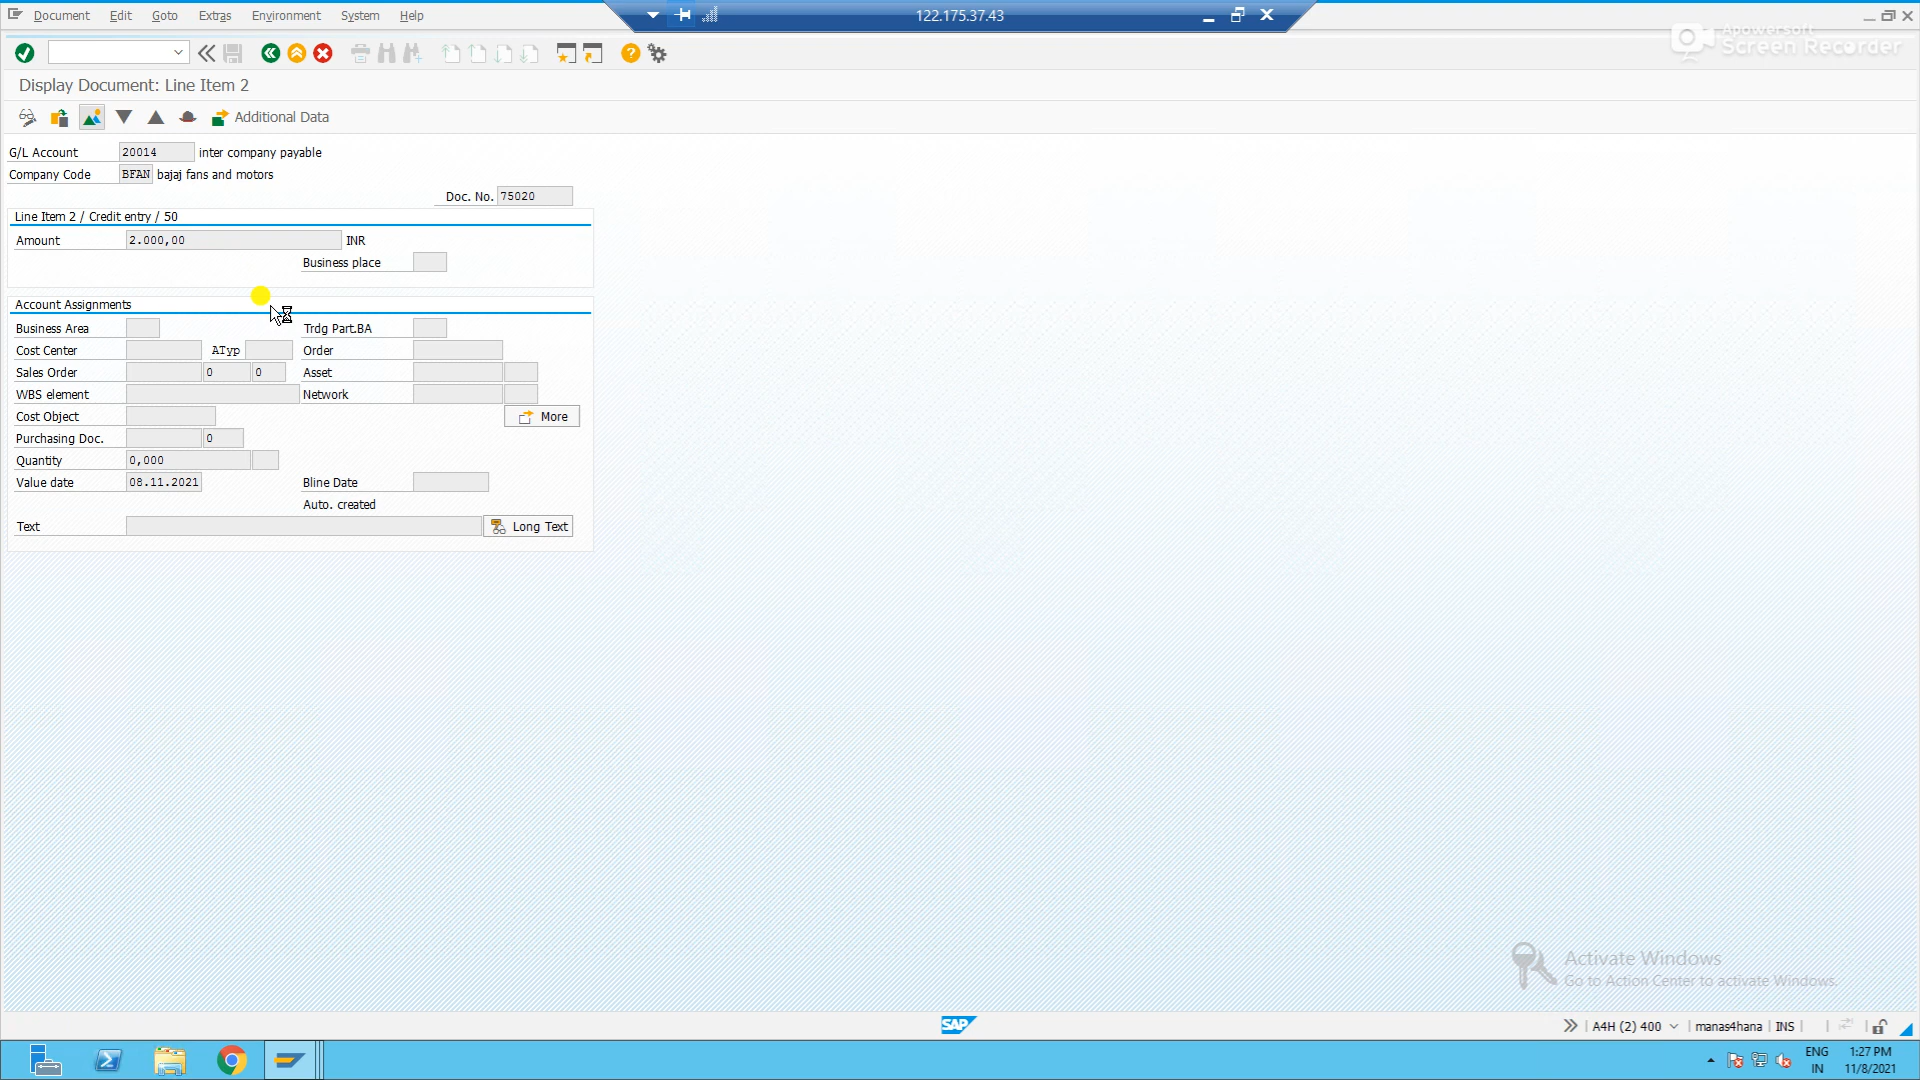 Document Edit Goto Extras Environment System Help
122.175.37.43
Apowersoft
Screen Recorder
Display Document: Line Item 2
Additional Data
G/L Account 20014 inter company payable
Company Code BFAN bajaj fans and motors
Doc. No. 75020
Line Item 2 / Credit entry / 50
Amount 2.000,00 INR
Business place
Account Assignments
Business Area Trdg Part.BA
Cost Center ATyp Order
Sales Order 0 0 Asset
WBS element Network
Cost Object More
Purchasing Doc. 0
Quantity 0,000
Value date 08.11.2021 Bline Date
Auto. created
Text Long Text
Activate Windows
Go to Action Center to activate Windows.
SAP
A4H (2) 400 manas4hana INS
ENG 1:27 PM
IN 11/8/2021